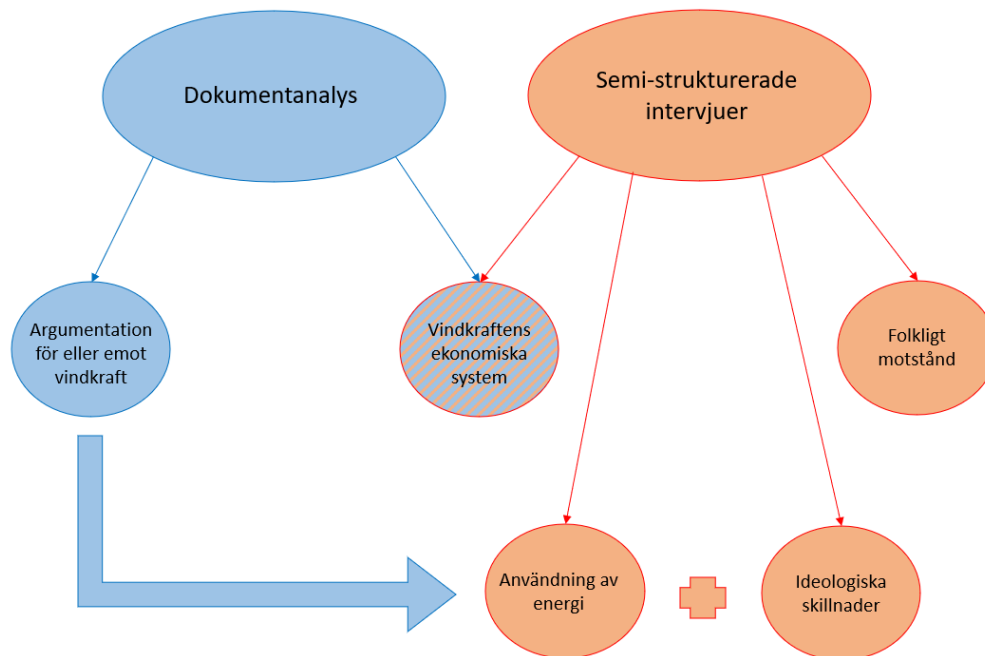 Dokumentanalys
Semi-strukturerade
intervjuer
Argumentation
för eller emot
vindkraft
Vindkraftens
ekonomiska
system
Folkligt
motstånd
Användning av
energi
Ideologiska
skillnader